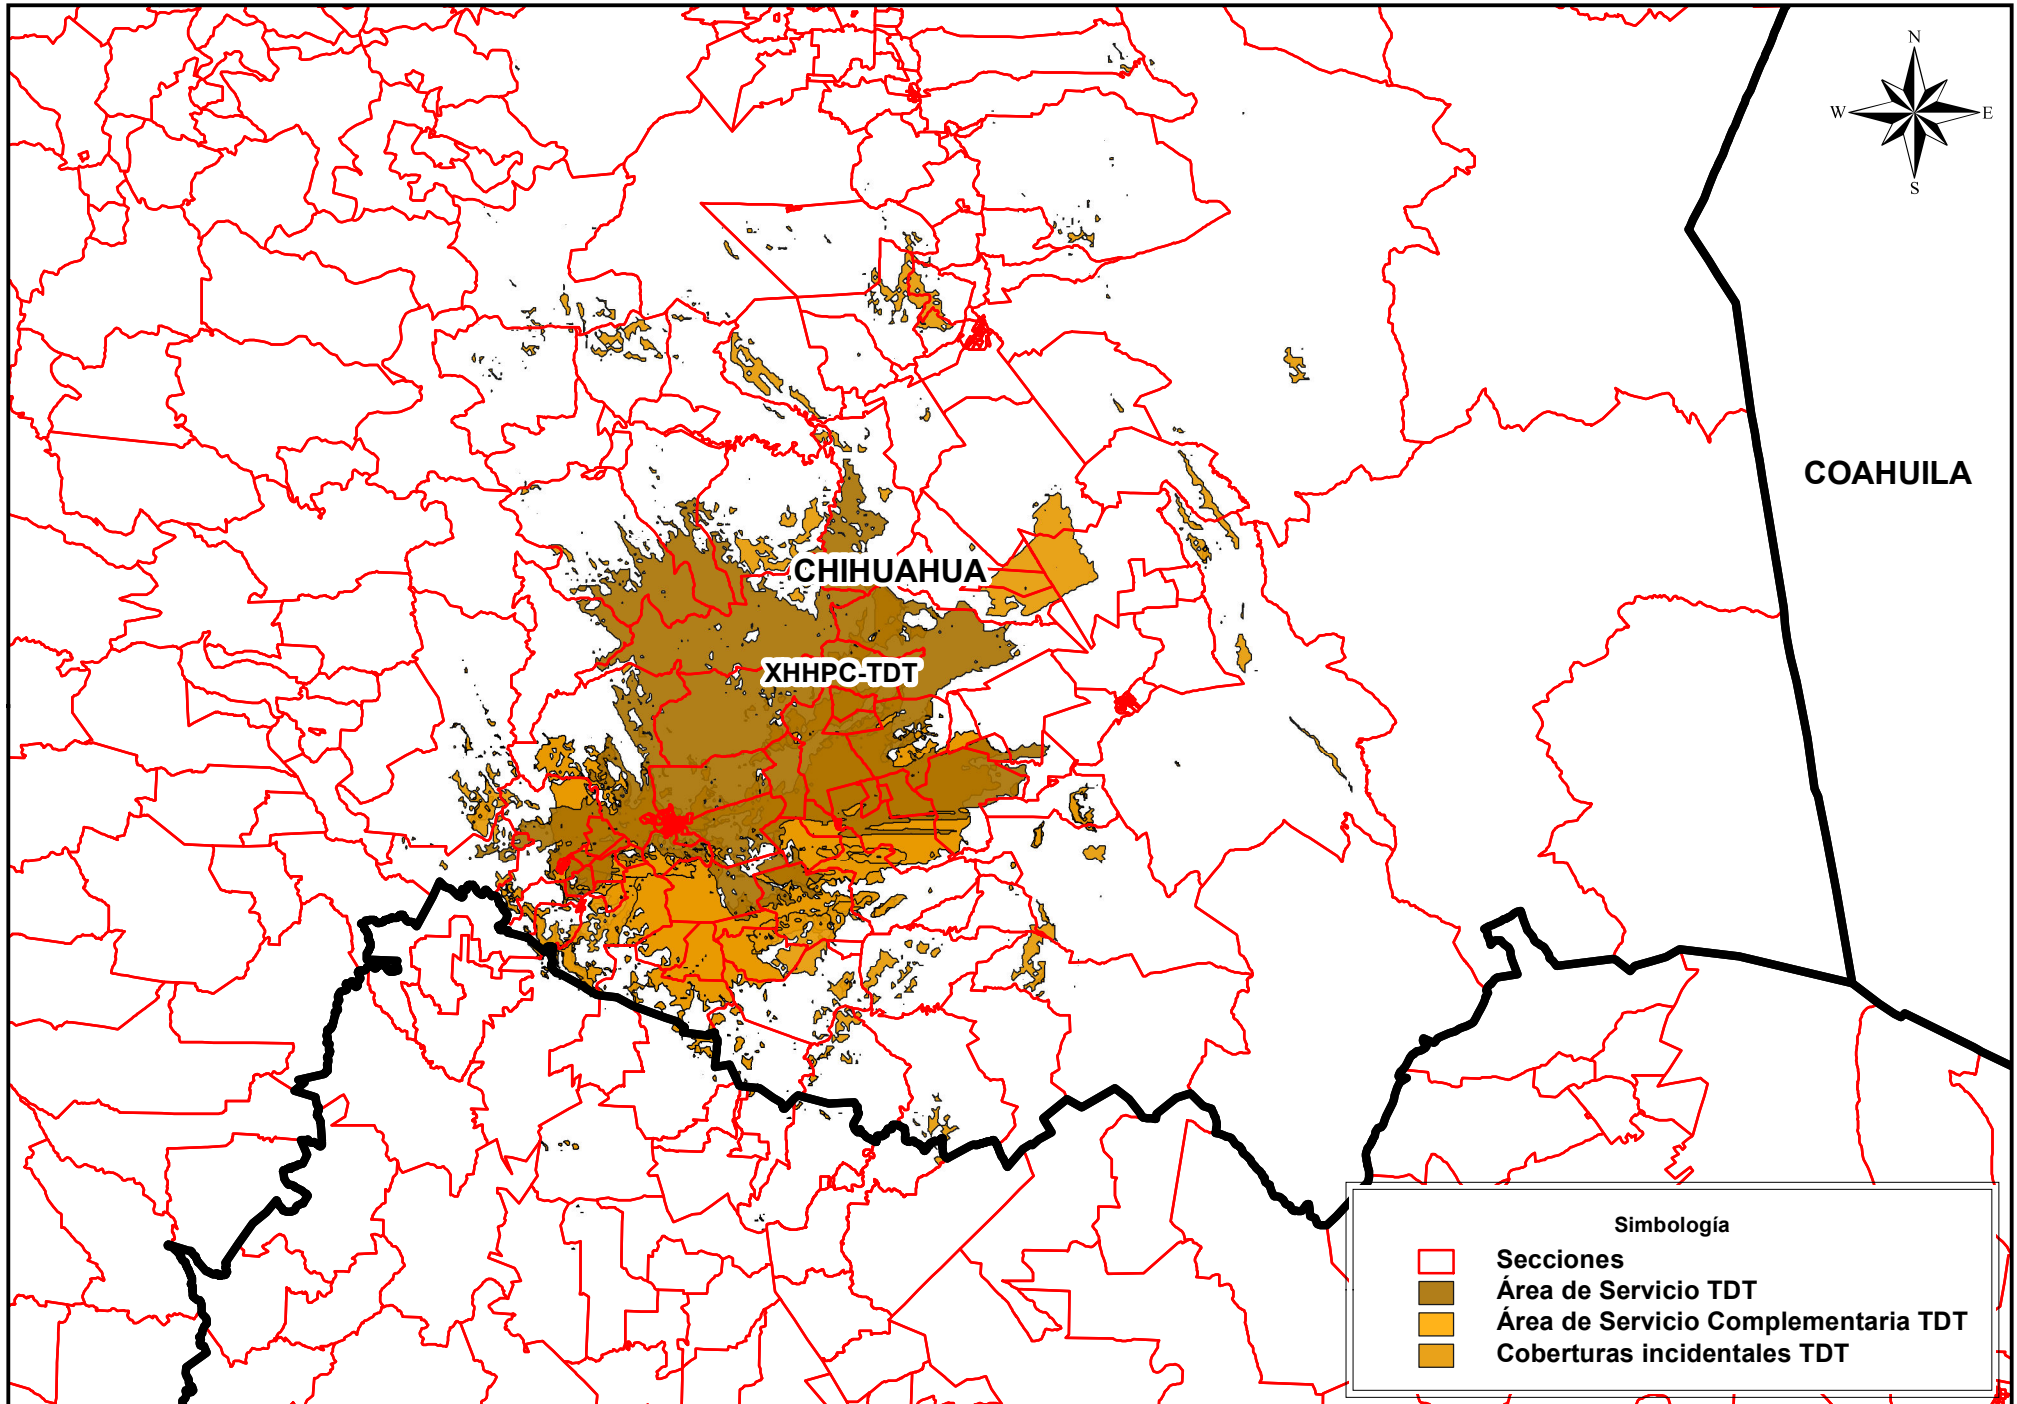 N
W E
S
COAHUILA
CHIHUAHUA
XHHPC-TDT
Simbología
Secciones
Área de Servicio TDT
Área de Servicio Complementaria TDT
Coberturas incidentales TDT